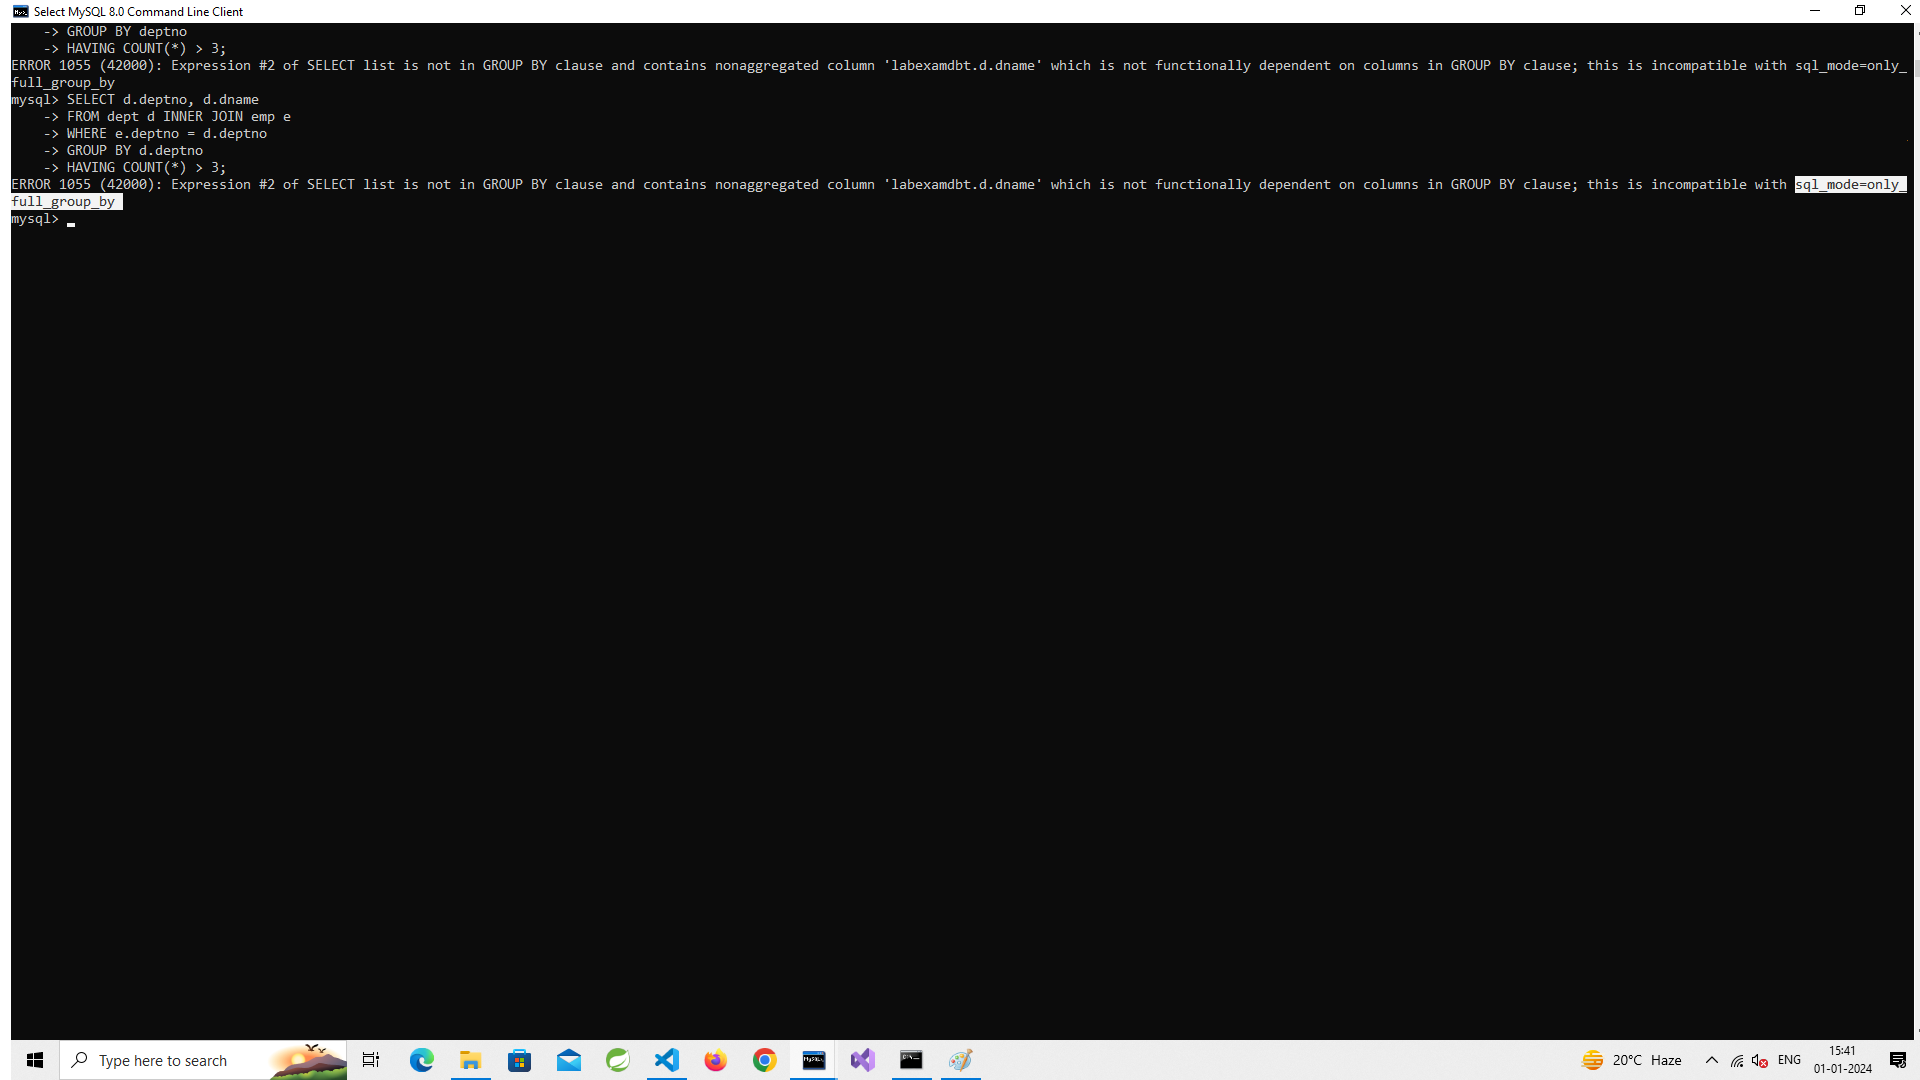 Select MySQL 8.0 Command Line Client
    -> GROUP BY deptno
    -> HAVING COUNT(*) > 3;
ERROR 1055 (42000): Expression #2 of SELECT list is not in GROUP BY clause and contains nonaggregated column 'labexamdbt.d.dname' which is not functionally dependent on columns in GROUP BY clause; this is incompatible with sql_mode=only_
full_group_by
mysql> SELECT d.deptno, d.dname
    -> FROM dept d INNER JOIN emp e
    -> WHERE e.deptno = d.deptno
    -> GROUP BY d.deptno
    -> HAVING COUNT(*) > 3;
ERROR 1055 (42000): Expression #2 of SELECT list is not in GROUP BY clause and contains nonaggregated column 'labexamdbt.d.dname' which is not functionally dependent on columns in GROUP BY clause; this is incompatible with sql_mode=only_
full_group_by
mysql>
Type here to search
20°C Haze
ENG
15:41
01-01-2024